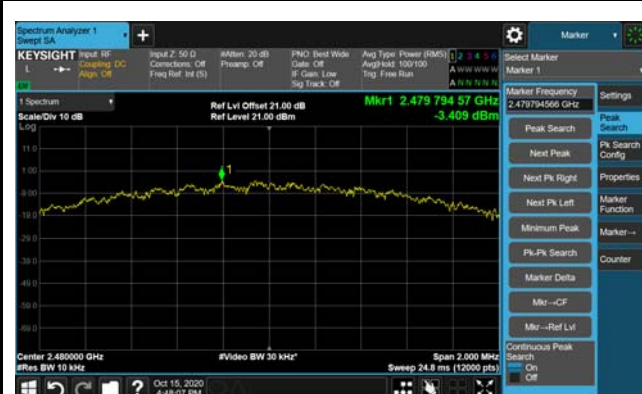 Spectrum Analyzer 1
Swept SA
Marker
KEYSIGHT
L
Input: RF
Coupling: DC
Align: Off
Input Z: 50 Ω
Corrections: Off
Freq Ref: Int (S)
#Atten: 20 dB
Preamp: Off
PNO: Best Wide
Gate: Off
IF Gain: Low
Sig Track: Off
Avg Type: Power (RMS)
Avg|Hold: 100/100
Trig: Free Run
1 2 3 4 5 6
A W W W W W
A N N N N N
Select Marker
Marker 1
1 Spectrum
Scale/Div 10 dB
Log
Ref Lvl Offset 21.00 dB
Ref Level 21.00 dBm
Mkr1 2.479 794 57 GHz
-3.409 dBm
11.0
1.00
-9.00
-19.0
-29.0
-39.0
-49.0
-59.0
-69.0
1
Center 2.480000 GHz
#Res BW 10 kHz
#Video BW 30 kHz*
Span 2.000 MHz
Sweep 24.8 ms (12000 pts)
Marker Frequency
2.479794566 GHz
Peak Search
Next Peak
Next Pk Right
Next Pk Left
Minimum Peak
Pk-Pk Search
Marker Delta
Mkr→CF
Mkr→Ref Lvl
Continuous Peak
Search
On
Off
Settings
Peak
Search
Pk Search
Config
Properties
Marker
Function
Marker→
Counter
?
Oct 15, 2020
4:48:07 PM